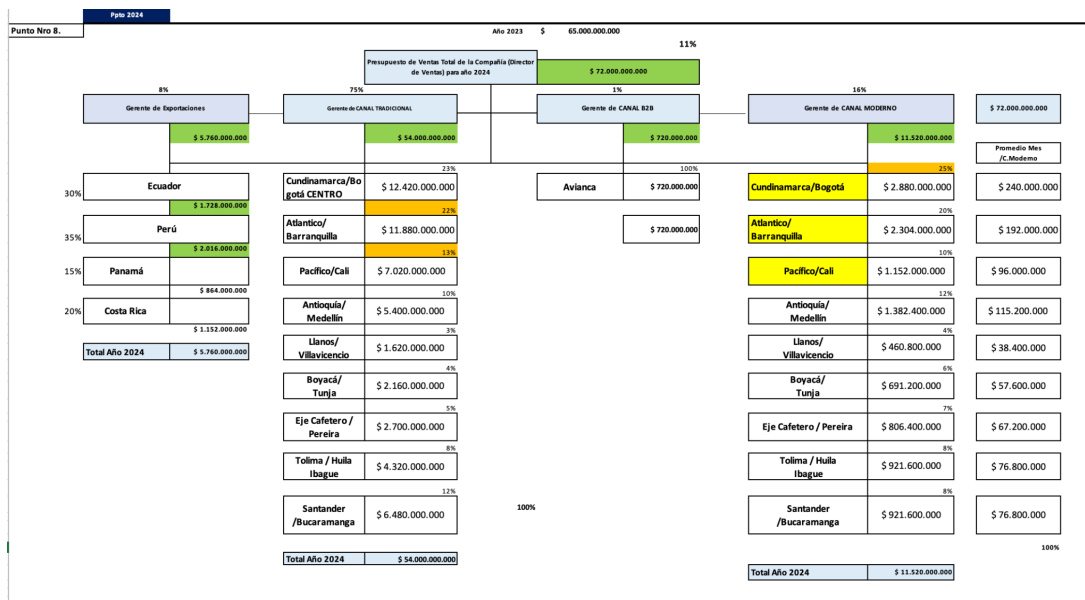 Ppto 2024
Punto Nro 8.
Año 2023 $ 65.000.000.000
11%
Presupuesto de Ventas Total de la Compañia (Director
de Ventas) para año 2024
$ 72.000.000.000
8% 75% 1% 16%
Gerente de Exportaciones
Gerente de CANAL TRADICIONAL
Gerente de CANAL B2B
Gerente de CANAL MODERNO
$ 72.000.000.000
$ 5.760.000.000
$ 54.000.000.000
$ 720.000.000
$ 11.520.000.000
Promedio Mes
/C.Moderno
30%
Ecuador
$ 1.728.000.000
35%
Perú
$ 2.016.000.000
15%
Panamá
$ 864.000.000
20%
Costa Rica
$ 1.152.000.000
Total Año 2024 $ 5.760.000.000
23%
Cundinamarca/Bo
gotá CENTRO
$ 12.420.000.000
22%
Atlantico/
Barranquilla
$ 11.880.000.000
13%
Pacífico/Cali
$ 7.020.000.000
10%
Antioquía/
Medellín
$ 5.400.000.000
3%
Llanos/
Villavicencio
$ 1.620.000.000
4%
Boyacá/
Tunja
$ 2.160.000.000
5%
Eje Cafetero /
Pereira
$ 2.700.000.000
8%
Tolima / Huila
Ibague
$ 4.320.000.000
12%
Santander
/Bucaramanga
$ 6.480.000.000
Total Año 2024 $ 54.000.000.000
100%
Avianca
$ 720.000.000
$ 720.000.000
100%
25%
Cundinamarca/Bogotá
$ 2.880.000.000
$ 240.000.000
20%
Atlantico/
Barranquilla
$ 2.304.000.000
$ 192.000.000
10%
Pacífico/Cali
$ 1.152.000.000
$ 96.000.000
12%
Antioquía/
Medellín
$ 1.382.400.000
$ 115.200.000
4%
Llanos/
Villavicencio
$ 460.800.000
$ 38.400.000
6%
Boyacá/
Tunja
$ 691.200.000
$ 57.600.000
7%
Eje Cafetero / Pereira
$ 806.400.000
$ 67.200.000
8%
Tolima / Huila
Ibague
$ 921.600.000
$ 76.800.000
8%
Santander
/Bucaramanga
$ 921.600.000
$ 76.800.000
100%
Total Año 2024 $ 11.520.000.000